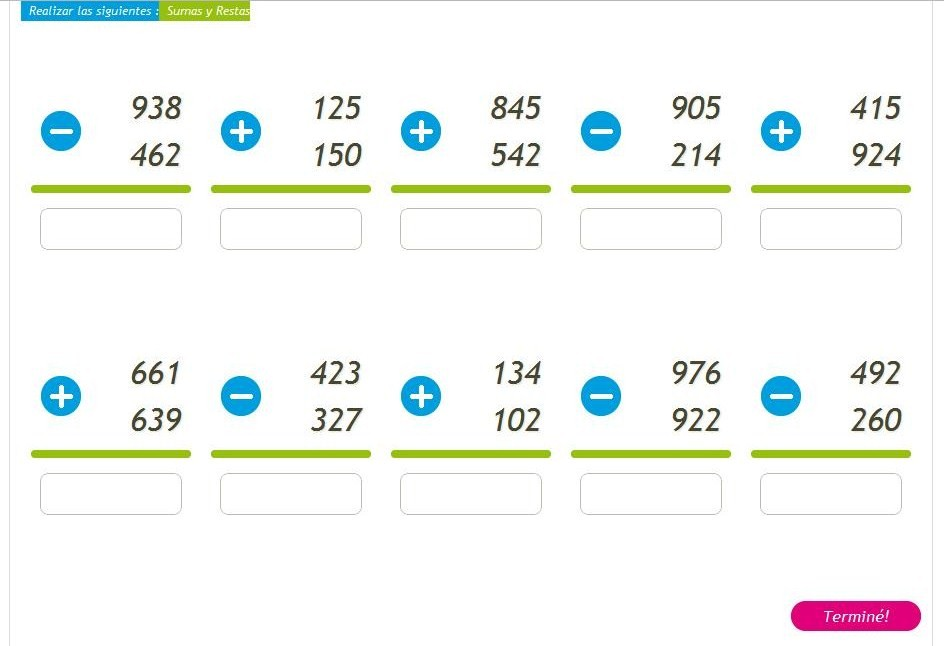 Realizar las siguientes : Sumas y Restas
938 125 845 905 415
− + + − +
462 150 542 214 924
661 423 134 976 492
+ − + − −
639 327 102 922 260
Terminé!